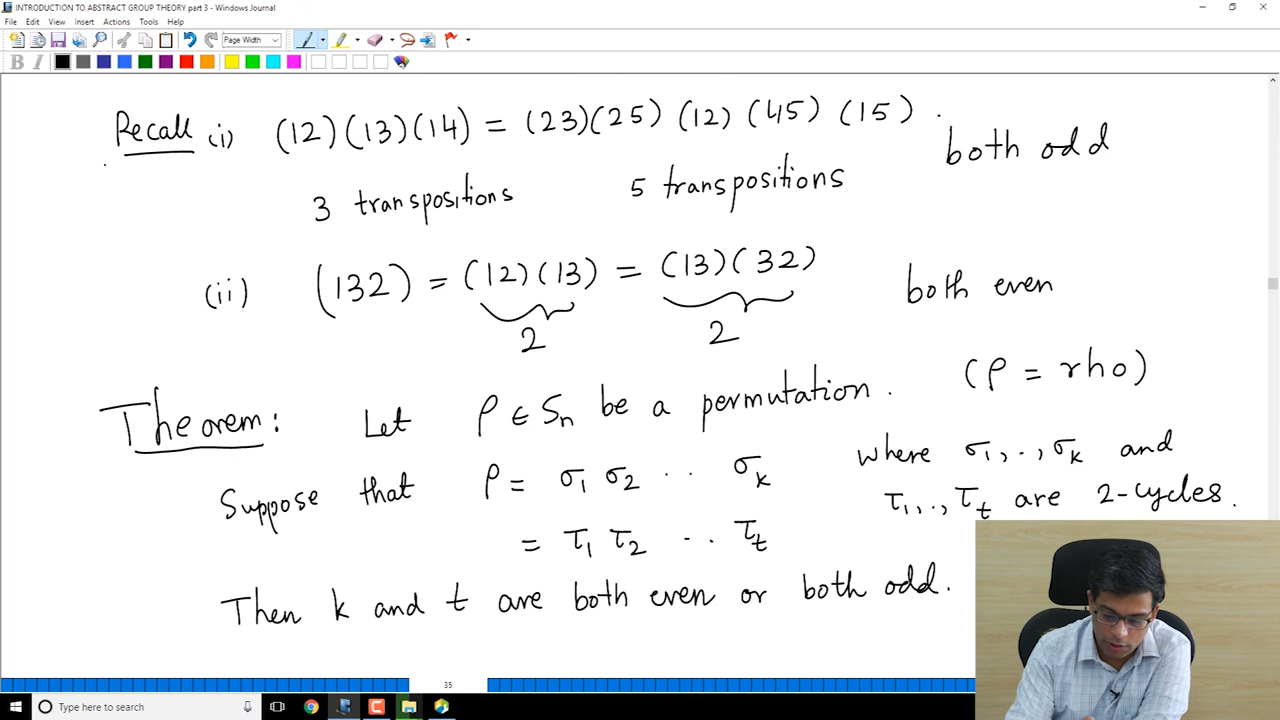 INTRODUCTION TO ABSTRACT GROUP THEORY part 3 - Windows Journal
File Edit View Insert Actions Tools Help
Page Width
B I
Recall (i) (12)(13)(14) = (23)(25) (12) (45) (15) .
both odd
3 transpositions 5 transpositions
(ii) (132) = (12)(13) = (13)(32) both even
2 2
(ρ = rho)
Theorem: Let ρ ∈ Sn be a permutation.
Suppose that ρ = σ1 σ2 .. σk where σ1,..,σk and
= τ1 τ2 .. τt τ1,..,τt are 2-cycles.
Then k and t are both even or both odd.
35
Type here to search